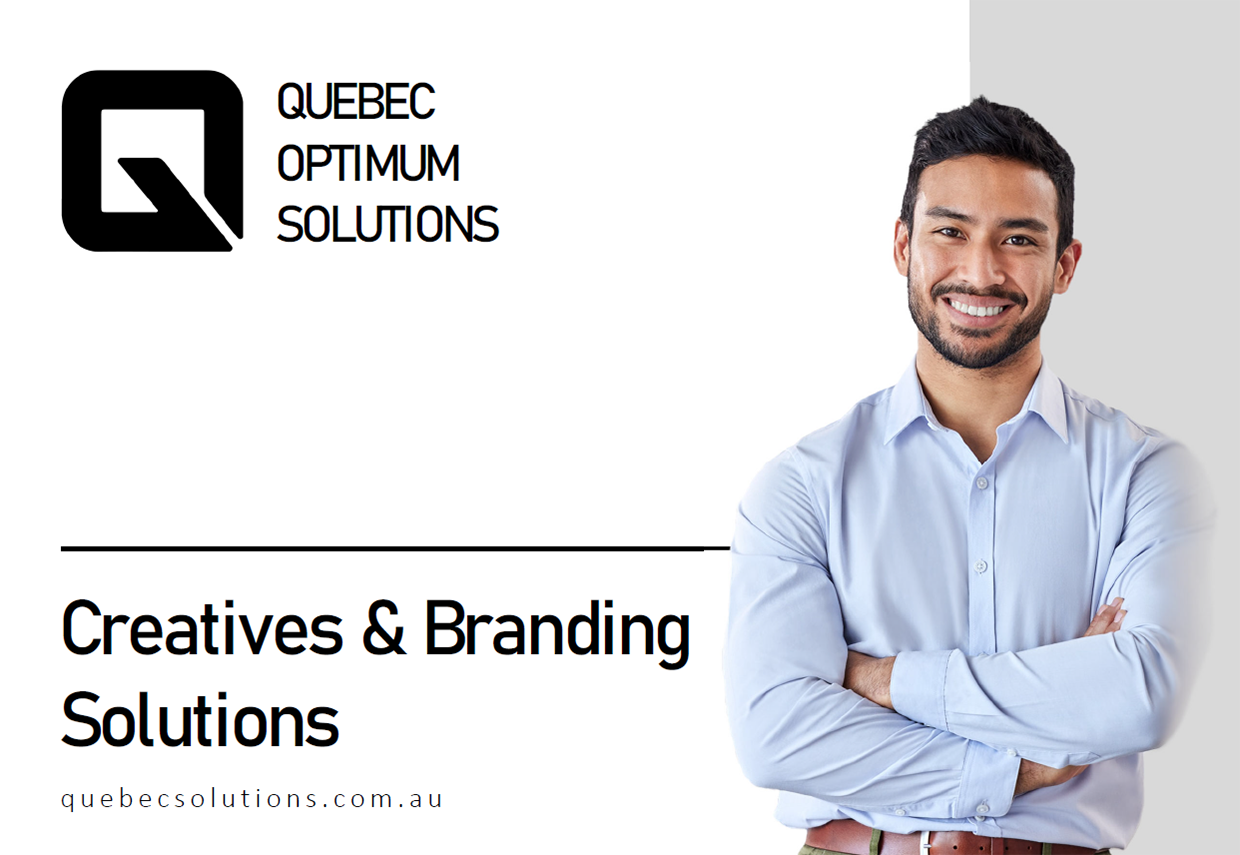 QUEBEC
OPTIMUM
SOLUTIONS
Creatives & Branding
Solutions
quebecsolutions.com.au